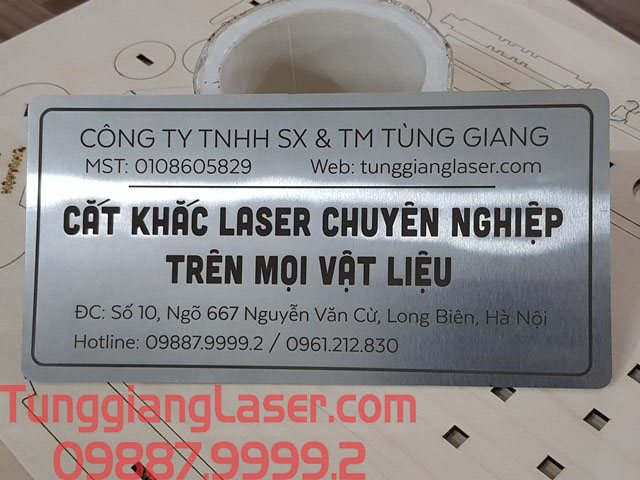 CÔNG TY TNHH SX & TM TÙNG GIANG
MST: 0108605829 Web: tunggianglaser.com
CẮT KHẮC LASER CHUYÊN NGHIỆP
TRÊN MỌI VẬT LIỆU
ĐC: Số 10, Ngõ 667 Nguyễn Văn Cừ, Long Biên, Hà Nội
Hotline: 09887.9999.2 / 0961.212.830
TunggiangLaser.com
09887.9999.2